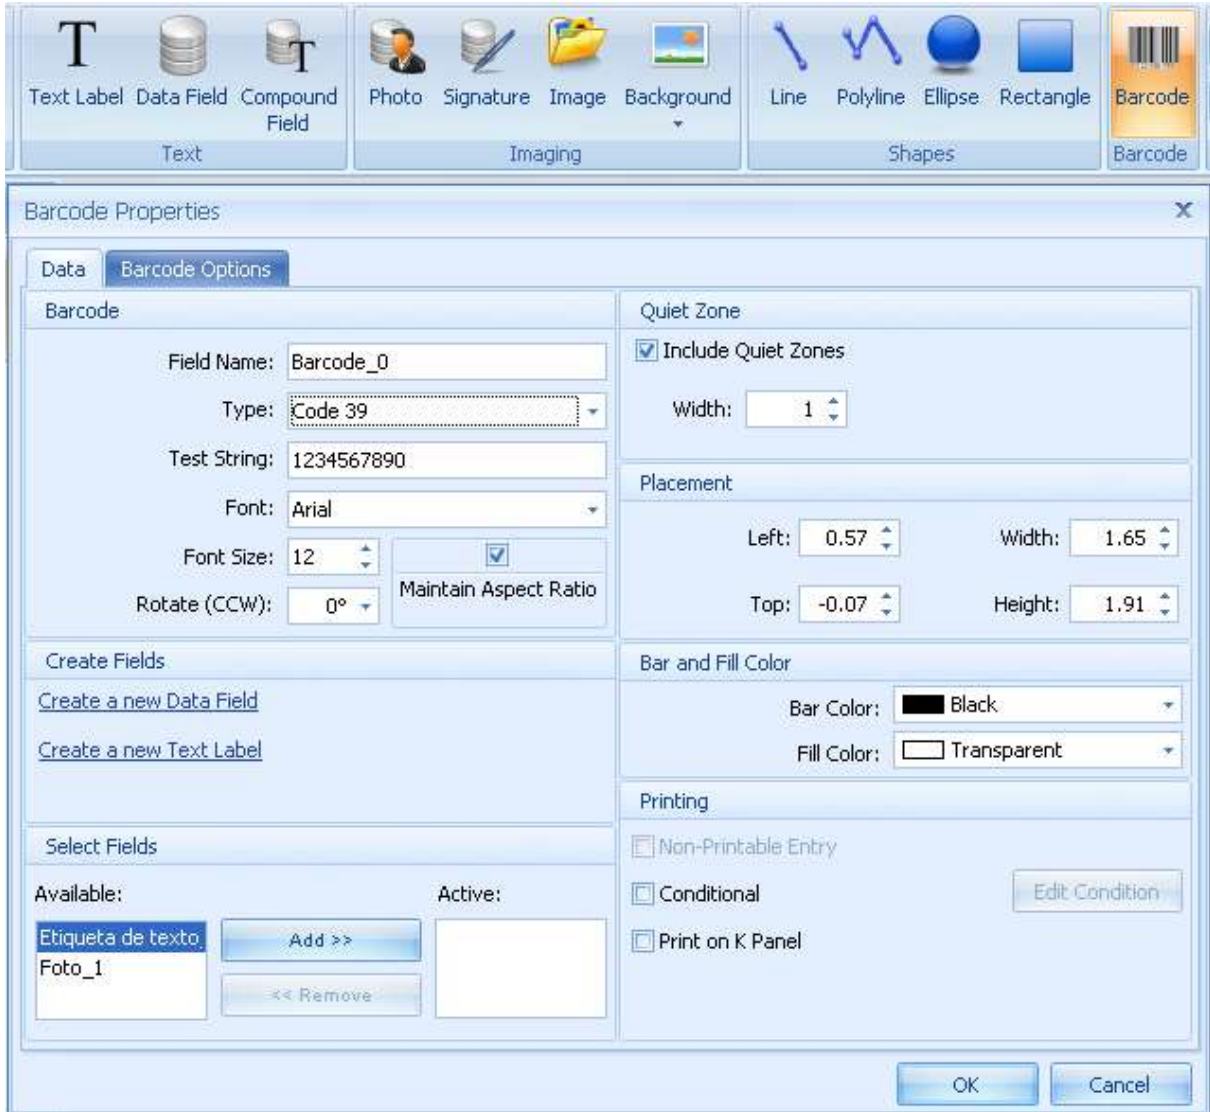 Text Label Data Field Compound Field
Photo Signature Image Background
Line Polyline Ellipse Rectangle
Barcode
Text
Imaging
Shapes
Barcode
Barcode Properties
Data Barcode Options
Barcode
Field Name: Barcode_0
Type: Code 39
Test String: 1234567890
Font: Arial
Font Size: 12
Maintain Aspect Ratio
Rotate (CCW): 0°
Create Fields
Create a new Data Field
Create a new Text Label
Select Fields
Available:
Active:
Etiqueta de texto_
Foto_1
Add >>
<< Remove
Quiet Zone
Include Quiet Zones
Width: 1
Placement
Left: 0.57 Width: 1.65
Top: -0.07 Height: 1.91
Bar and Fill Color
Bar Color: Black
Fill Color: Transparent
Printing
Non-Printable Entry
Conditional
Edit Condition
Print on K Panel
OK Cancel